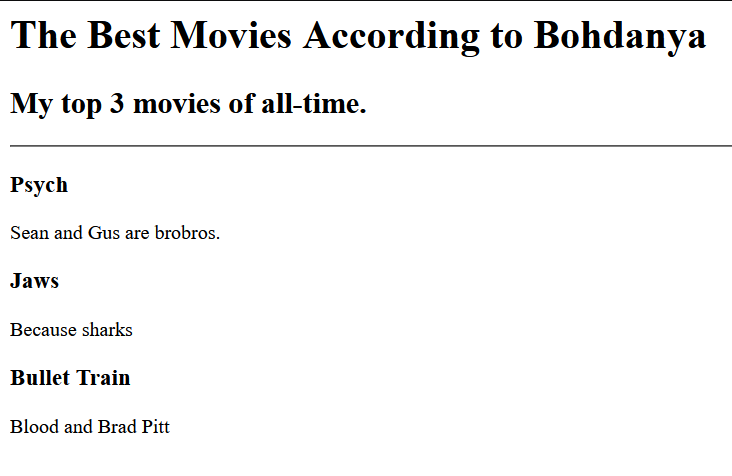 The Best Movies According to Bohdanya
My top 3 movies of all-time.
Psych
Sean and Gus are brobros.
Jaws
Because sharks
Bullet Train
Blood and Brad Pitt